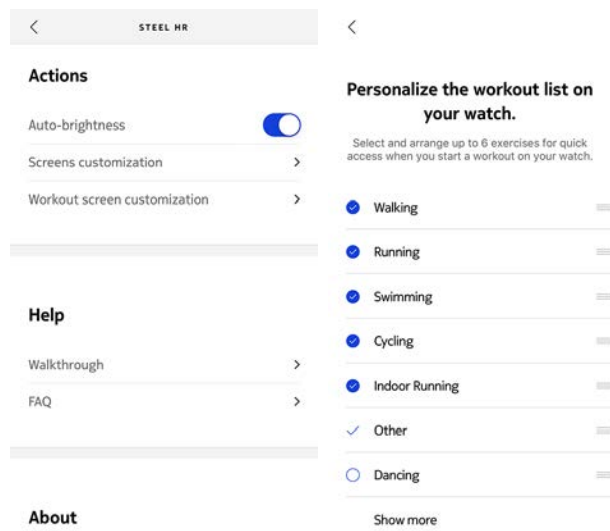 STEEL HR
Actions
Auto-brightness
Screens customization
Workout screen customization
Help
Walkthrough
FAQ
About
Personalize the workout list on
your watch.
Select and arrange up to 6 exercises for quick
access when you start a workout on your watch.
Walking
Running
Swimming
Cycling
Indoor Running
Other
Dancing
Show more